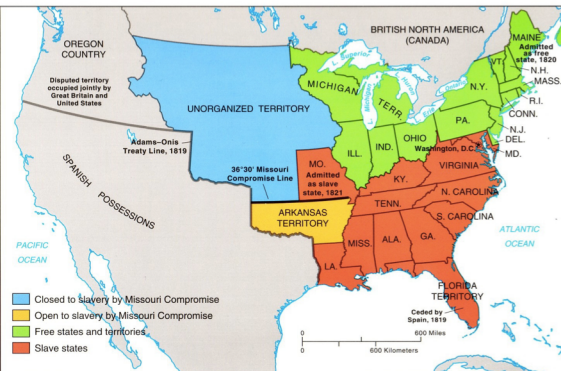 OREGON
COUNTRY
Disputed territory
occupied jointly by
Great Britain and
United States
BRITISH NORTH AMERICA
(CANADA)
MAINE
Admitted
as free
state, 1820
VT.
N.H.
MASS.
R.I.
CONN.
N.J.
DEL.
MD.
N.Y.
PA.
L. Superior
L. Michigan
MICHIGAN
TERR.
UNORGANIZED TERRITORY
OHIO
IND.
ILL.
Washington, D.C.
Adams–Onís
Treaty Line, 1819
36°30' Missouri
Compromise Line
MO.
Admitted
as slave
state, 1821
KY.
VIRGINIA
N. CAROLINA
TENN.
S. CAROLINA
ARKANSAS
TERRITORY
SPANISH POSSESSIONS
MISS.
ALA.
GA.
LA.
PACIFIC
OCEAN
ATLANTIC
OCEAN
FLORIDA
TERRITORY
Ceded by
Spain, 1819
Closed to slavery by Missouri Compromise
Open to slavery by Missouri Compromise
Free states and territories
Slave states
0 600 Miles
0 600 Kilometers